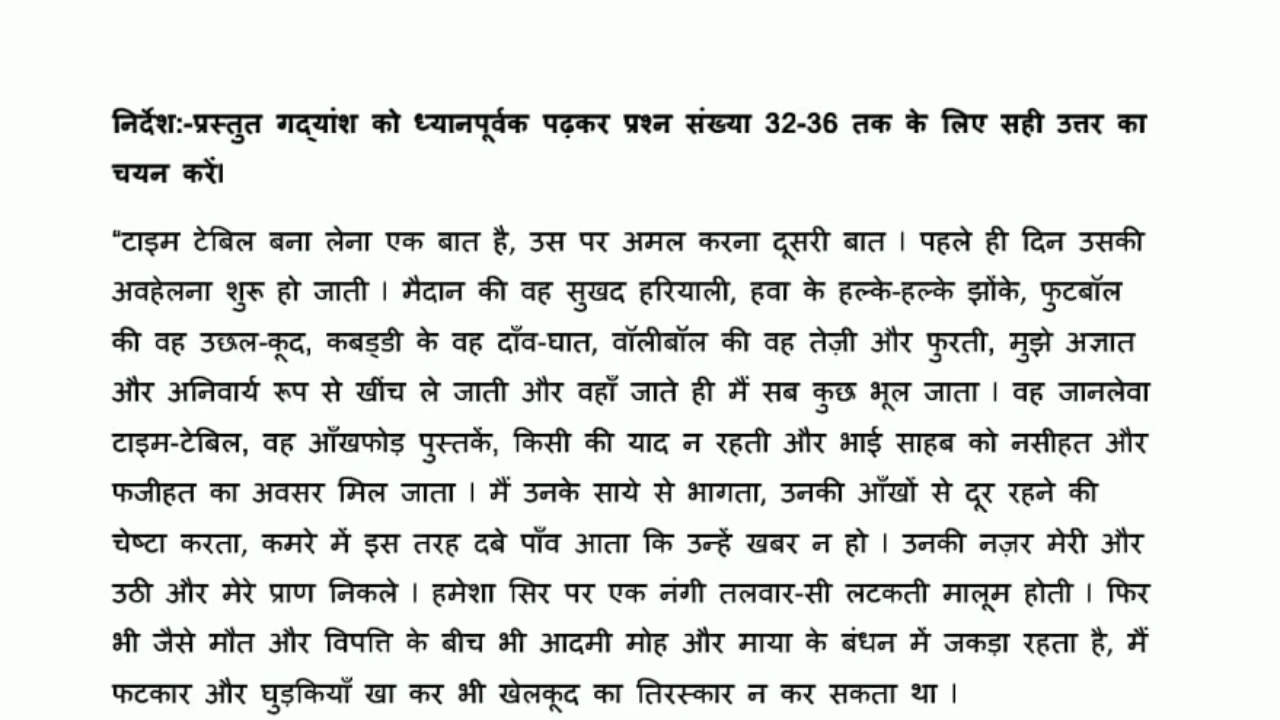 निर्देश:-प्रस्तुत गद्यांश को ध्यानपूर्वक पढ़कर प्रश्न संख्या 32-36 तक के लिए सही उत्तर का
चयन करें।
“टाइम टेबिल बना लेना एक बात है, उस पर अमल करना दूसरी बात । पहले ही दिन उसकी
अवहेलना शुरू हो जाती । मैदान की वह सुखद हरियाली, हवा के हल्के-हल्के झोंके, फुटबॉल
की वह उछल-कूद, कबड्डी के वह दाँव-घात, वॉलीबॉल की वह तेज़ी और फुरती, मुझे अज्ञात
और अनिवार्य रूप से खींच ले जाती और वहाँ जाते ही मैं सब कुछ भूल जाता । वह जानलेवा
टाइम-टेबिल, वह आँखफोड़ पुस्तकें, किसी की याद न रहती और भाई साहब को नसीहत और
फजीहत का अवसर मिल जाता । मैं उनके साये से भागता, उनकी आँखों से दूर रहने की
चेष्टा करता, कमरे में इस तरह दबे पाँव आता कि उन्हें खबर न हो । उनकी नज़र मेरी और
उठी और मेरे प्राण निकले । हमेशा सिर पर एक नंगी तलवार-सी लटकती मालूम होती । फिर
भी जैसे मौत और विपत्ति के बीच भी आदमी मोह और माया के बंधन में जकड़ा रहता है, मैं
फटकार और घुड़कियाँ खा कर भी खेलकूद का तिरस्कार न कर सकता था ।